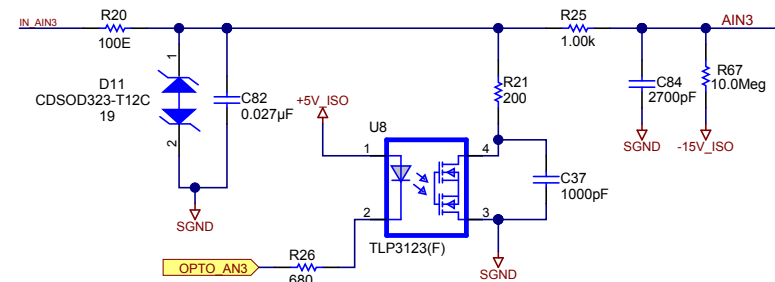 IN_AIN3
R20
100E
R25
1.00k
AIN3
1
D11
CDSOD323-T12C
19
2
C82
0.027µF
+5V_ISO
R21
200
C84
2700pF
R67
10.0Meg
SGND
-15V_ISO
U8
1
4
2
3
C37
1000pF
TLP3123(F)
SGND
SGND
OPTO_AN3
R26
680